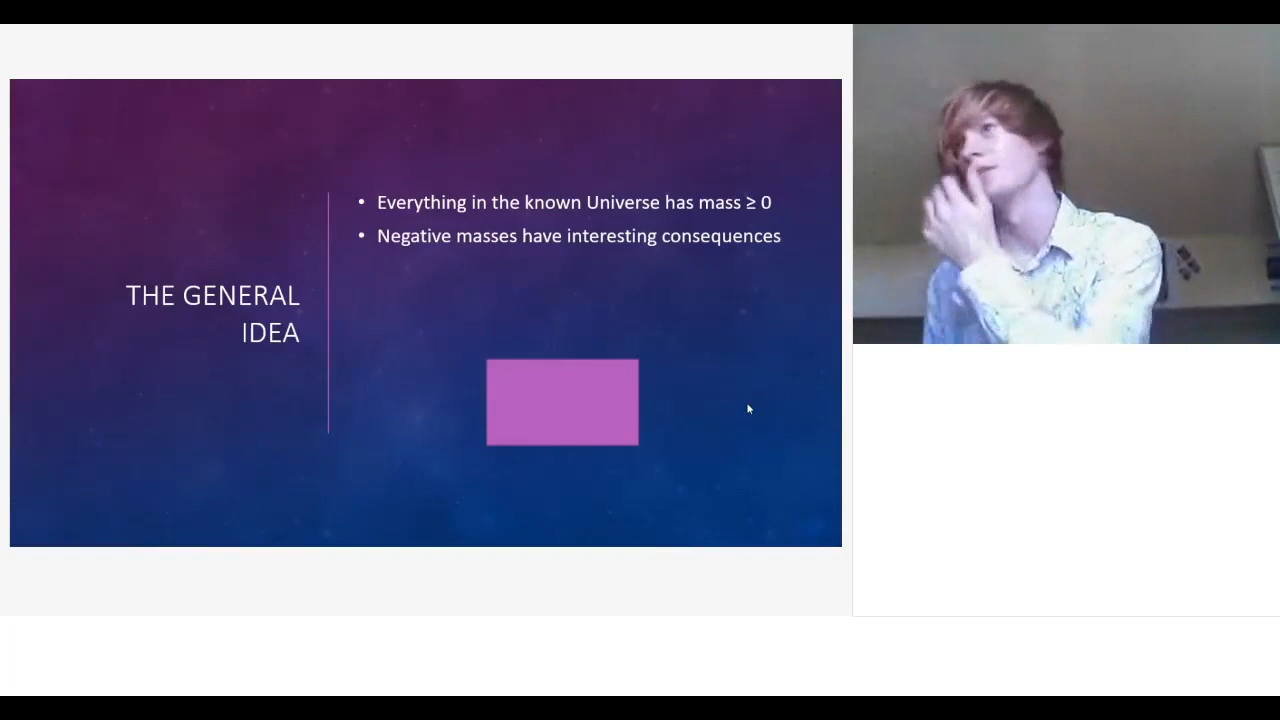 THE GENERAL
IDEA
• Everything in the known Universe has mass ≥ 0
• Negative masses have interesting consequences